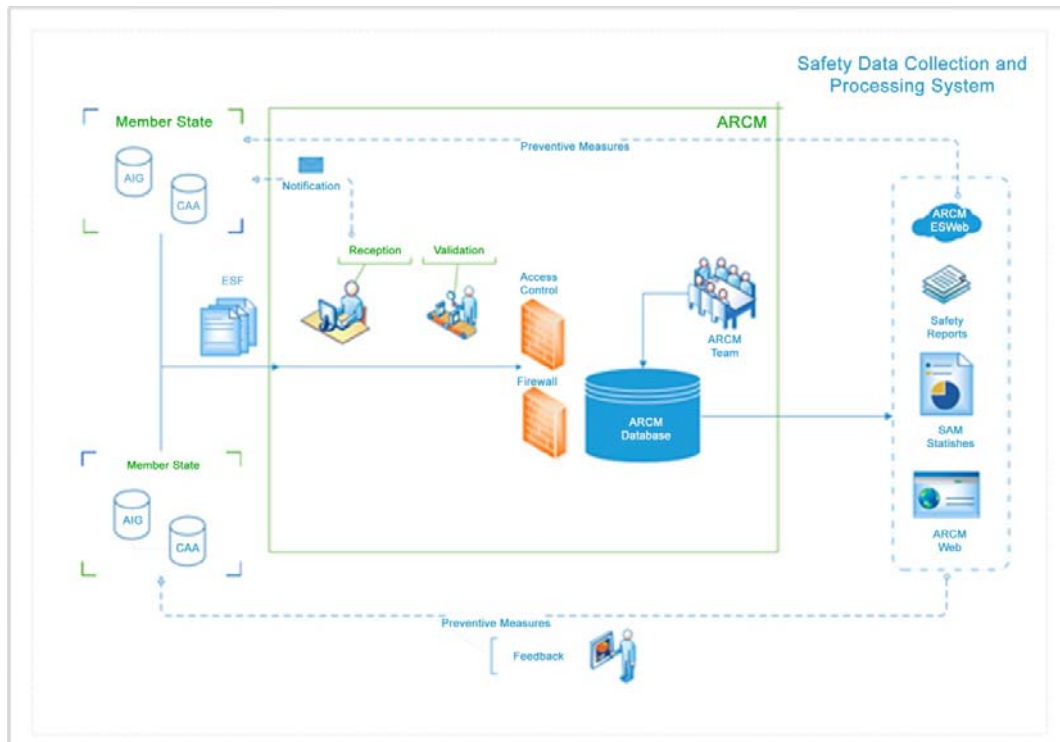 Safety Data Collection and
Processing System
Member State
AIG
CAA
ARCM
Preventive Measures
Notification
Reception
Validation
ESF
Access
Control
Firewall
ARCM
Team
ARCM
Database
ARCM
ESWeb
Safety
Reports
SAM
Statishes
ARCM
Web
Member State
AIG
CAA
Preventive Measures
Feedback